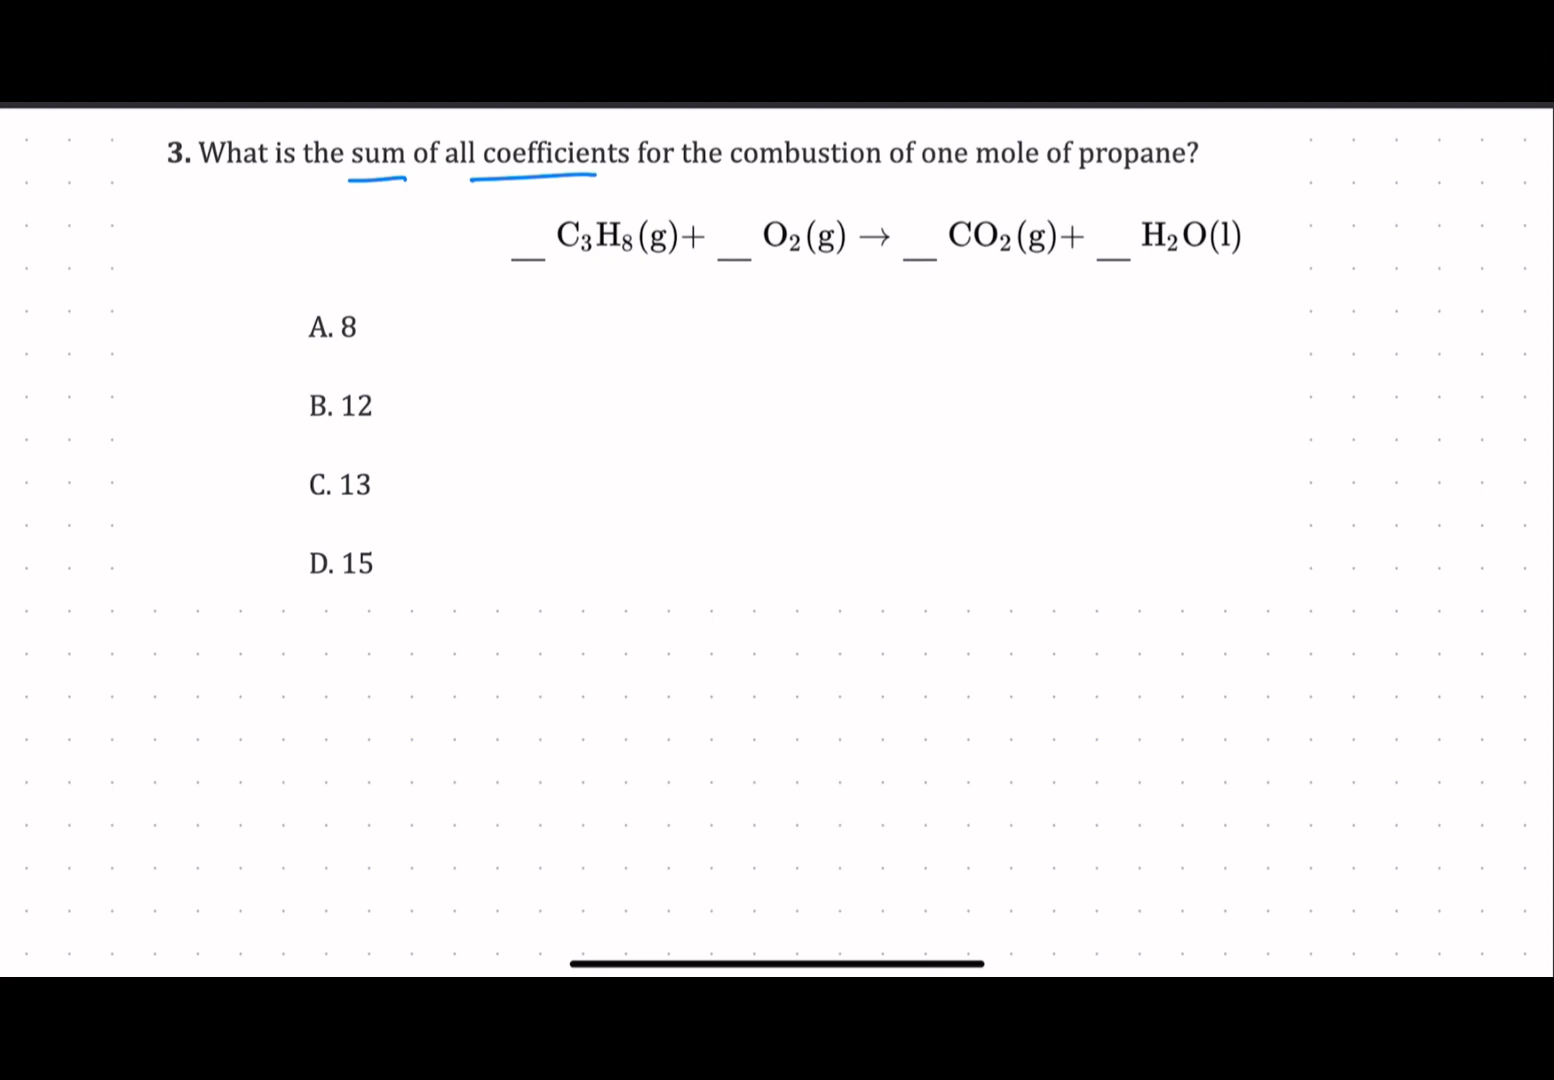 3. What is the sum of all coefficients for the combustion of one mole of propane?
__ C₃H₈(g)+ __ O₂(g) → __ CO₂(g)+ __ H₂O(l)
A. 8
B. 12
C. 13
D. 15